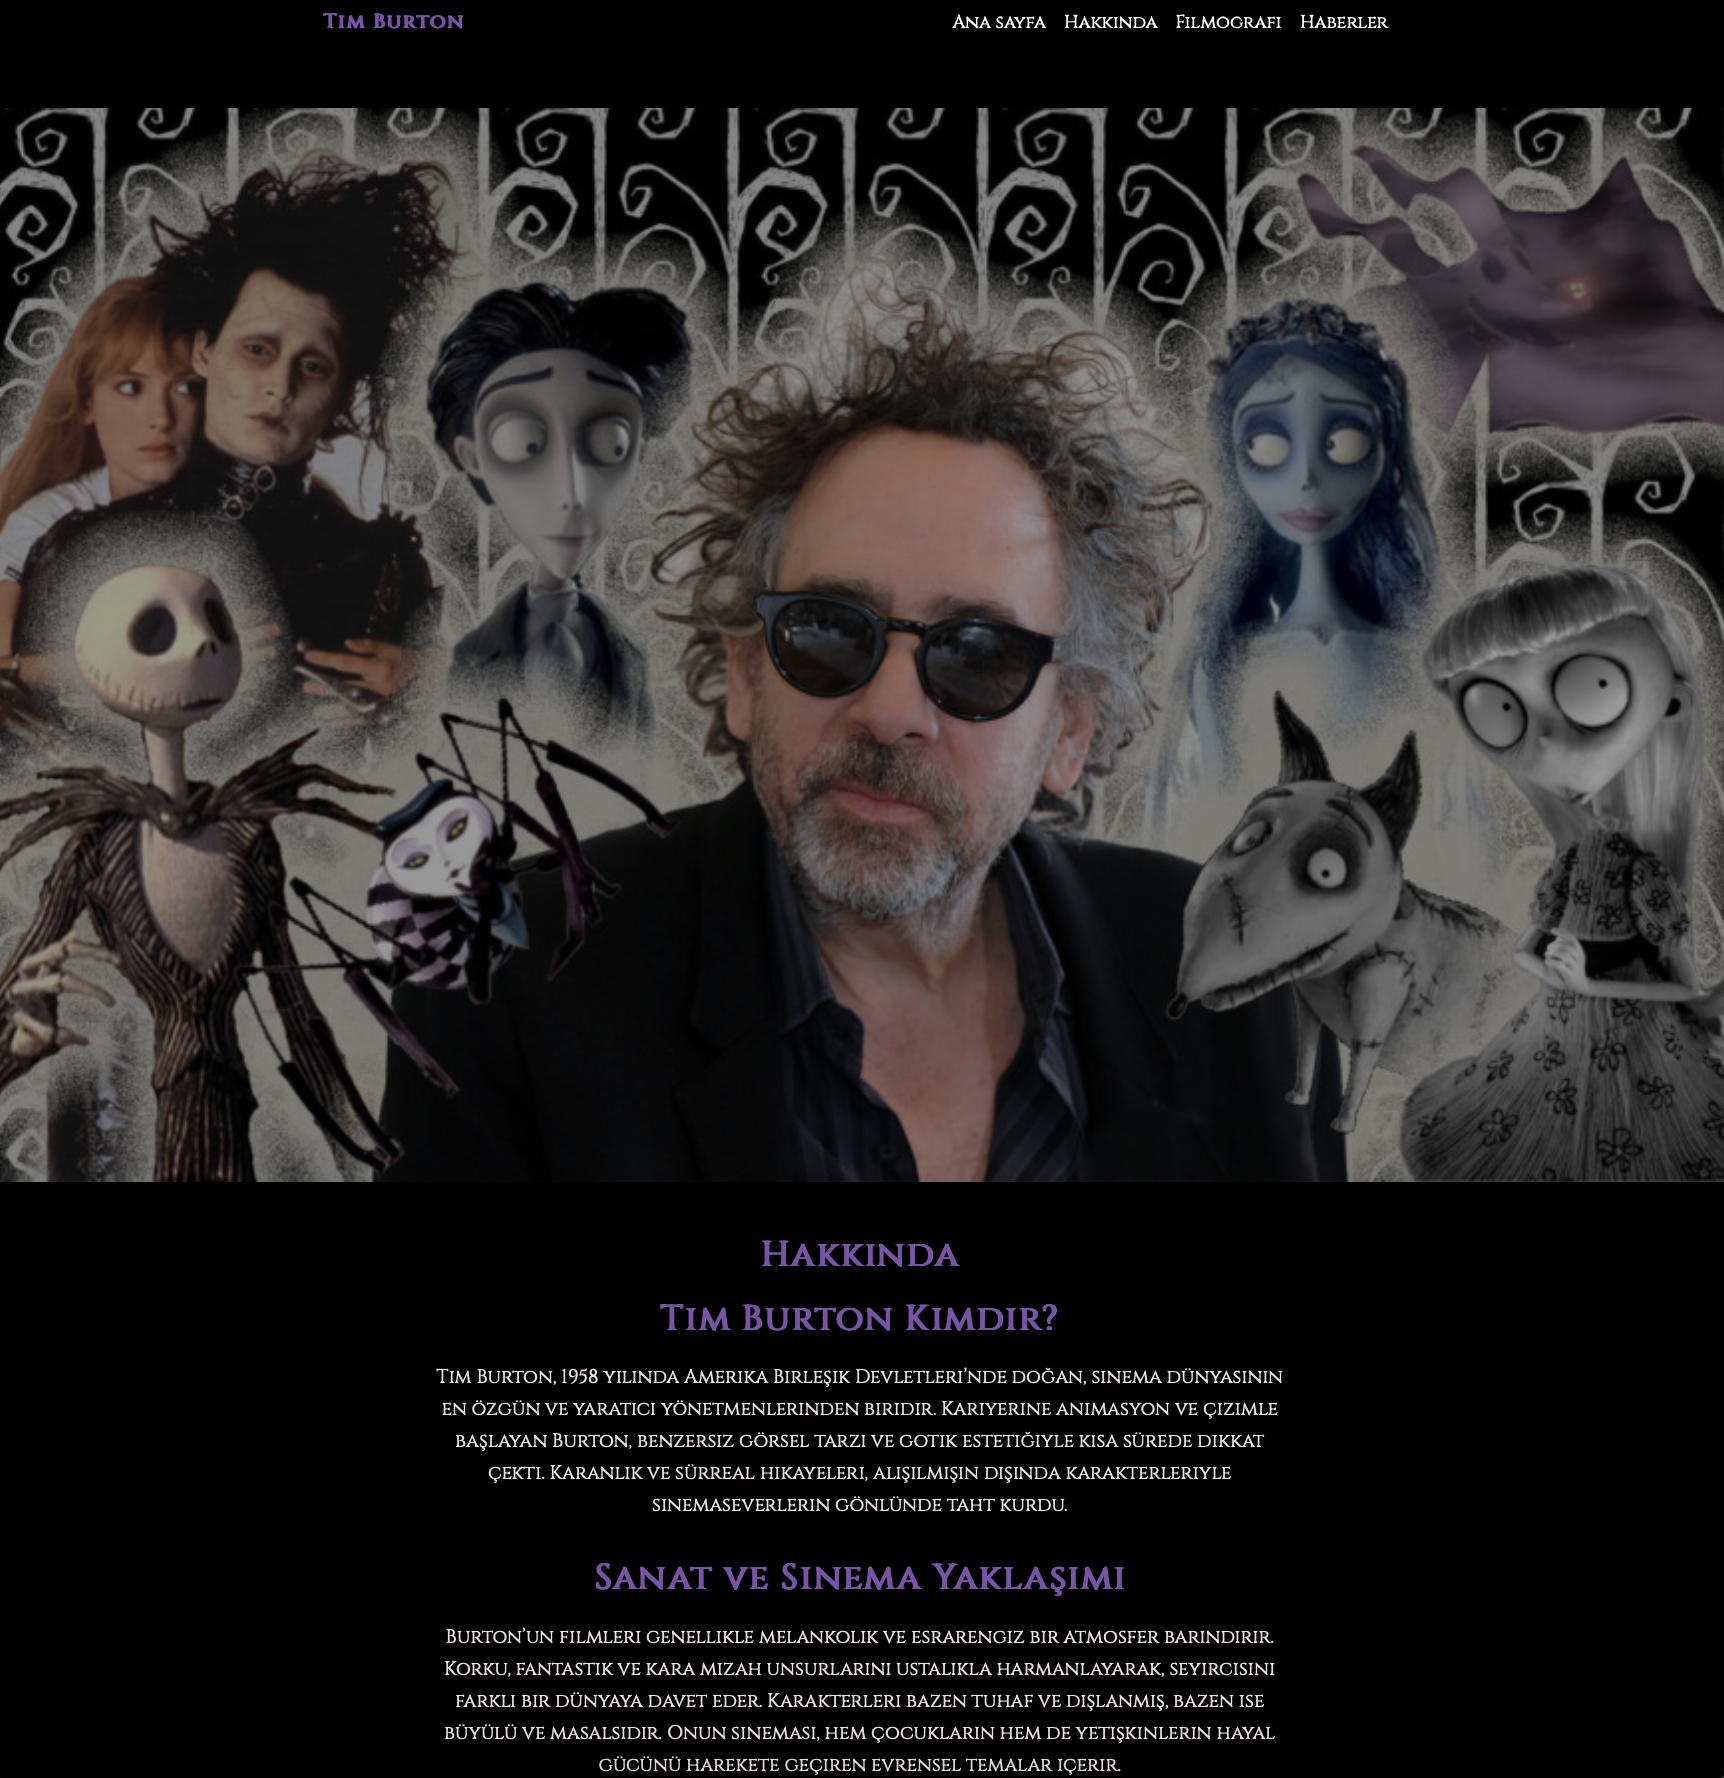 Tim Burton
Ana sayfa Hakkında Filmografi Haberler
Hakkında
Tim Burton Kimdir?
Tim Burton, 1958 yılında Amerika Birleşik Devletleri’nde doğan, sinema dünyasının
en özgün ve yaratıcı yönetmenlerinden biridir. Kariyerine animasyon ve çizimle
başlayan Burton, benzersiz görsel tarzı ve gotik estetiğiyle kısa sürede dikkat
çekti. Karanlık ve sürreal hikayeleri, alışılmışın dışında karakterleriyle
sinemaseverlerin gönlünde taht kurdu.
Sanat ve Sinema Yaklaşımı
Burton’un filmleri genellikle melankolik ve esrarengiz bir atmosfer barındırır.
Korku, fantastik ve kara mizah unsurlarını ustalıkla harmanlayarak, seyircisini
farklı bir dünyaya davet eder. Karakterleri bazen tuhaf ve dışlanmış, bazen ise
büyülü ve masalsıdır. Onun sineması, hem çocukların hem de yetişkinlerin hayal
gücünü harekete geçiren evrensel temalar içerir.